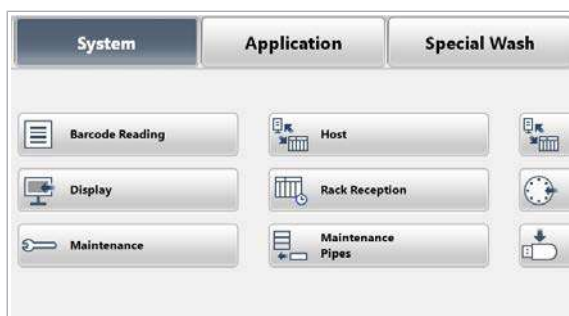 System
Application
Special Wash
Barcode Reading
Host
Display
Rack Reception
Maintenance
Maintenance
Pipes